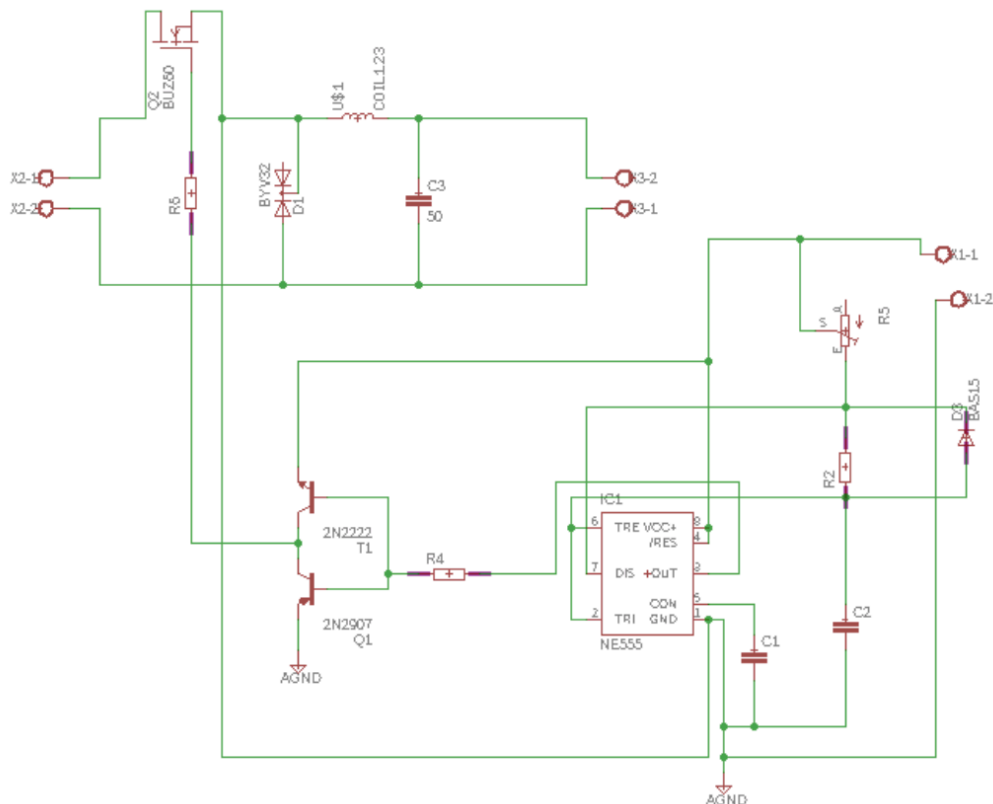 Q2
BUZ60
U$1
COIL123
X2-1
X2-2
R6
BYV32
D1
C3
50
X3-2
X3-1
X1-1
X1-2
A
S
E
R5
D3
BAS15
R2
IC1
6
TRE
VCC+
8
/RES
4
7
DIS
+OUT
3
CON
5
2
TRI
GND
1
NE555
2N2222
T1
R4
2N2907
Q1
AGND
C1
C2
AGND